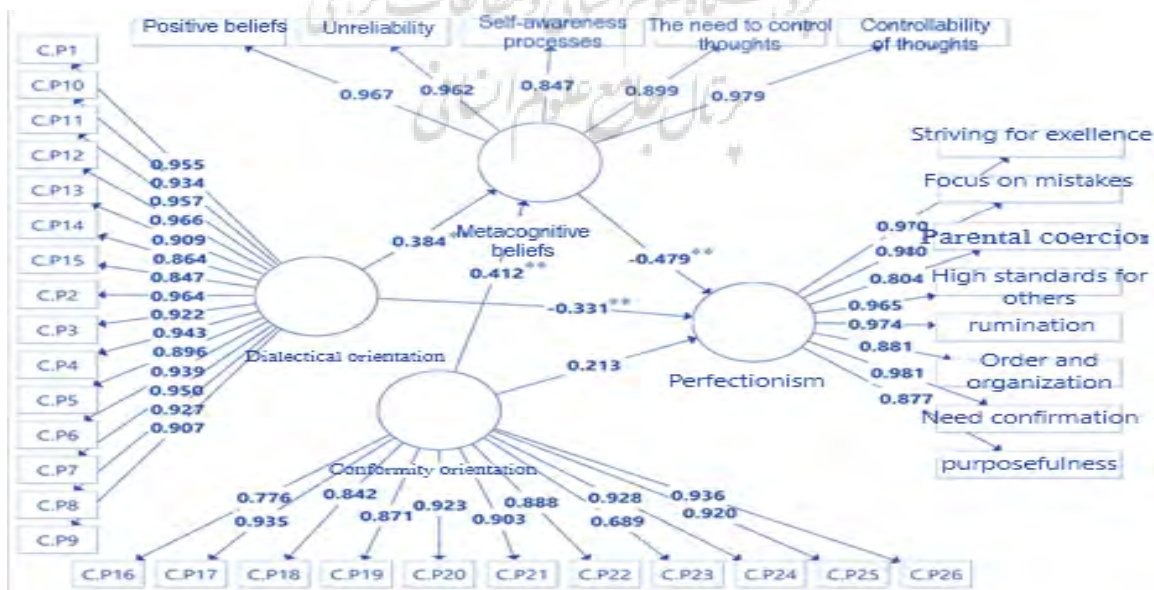 Positive beliefs
Unreliability
Self-awareness
processes
The need to control
thoughts
Controllability
of thoughts
0.967
0.962
0.847
0.899
0.979
پرتال جامع علوم انسانی
C.P1
C.P10
C.P11
C.P12
C.P13
C.P14
C.P15
C.P2
C.P3
C.P4
C.P5
C.P6
C.P7
C.P8
C.P9
0.955
0.934
0.957
0.966
0.909
0.864
0.847
0.964
0.922
0.943
0.896
0.939
0.950
0.927
0.907
Metacognitive
beliefs
0.384*
0.412**
-0.479**
-0.331**
0.213
Dialectical orientation
Conformity orientation
Perfectionism
0.970
0.804
0.965
0.974
0.881
0.981
0.877
Striving for exellence
Focus on mistakes
Parental coercion
High standards for
others
rumination
Order and
organization
Need confirmation
purposefulness
0.776
0.935
0.842
0.871
0.923
0.903
0.888
0.689
0.928
0.920
0.936
C.P16
C.P17
C.P18
C.P19
C.P20
C.P21
C.P22
C.P23
C.P24
C.P25
C.P26